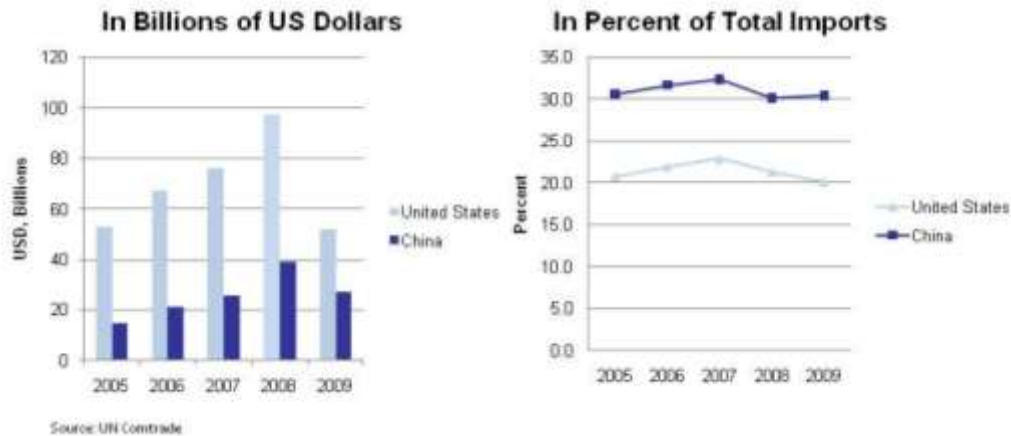 In Billions of US Dollars
USD, Billions
120
100
80
60
40
20
0
2005 2006 2007 2008 2009
United States
China
Source: UN Comtrade
In Percent of Total Imports
Percent
35.0
30.0
25.0
20.0
15.0
10.0
5.0
0.0
2005 2006 2007 2008 2009
United States
China